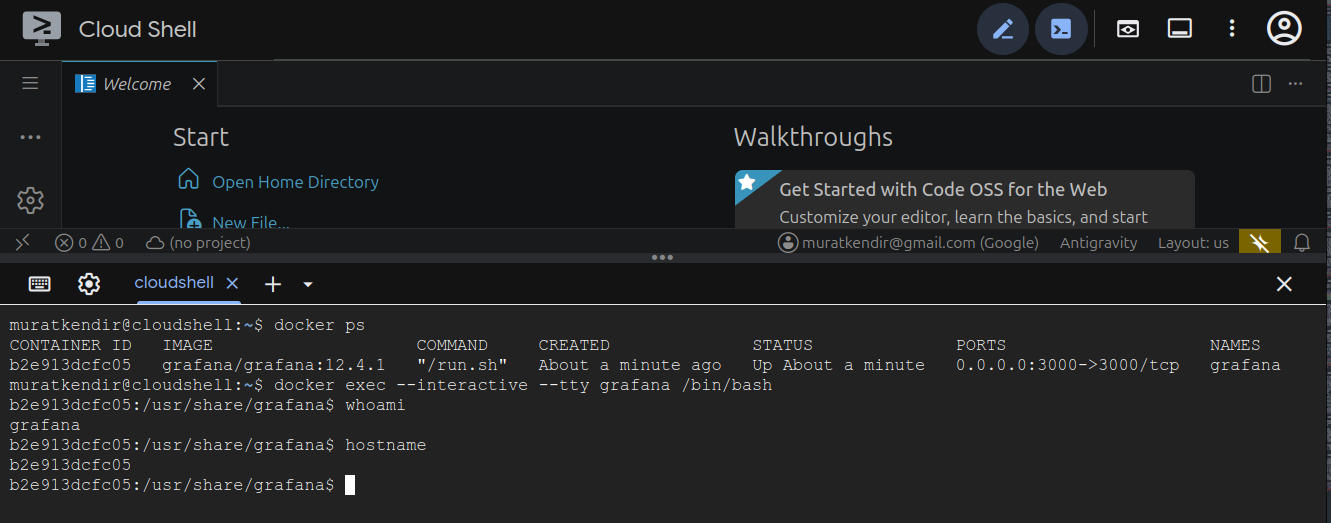 Cloud Shell
Welcome
Start
Walkthroughs
Open Home Directory
Get Started with Code OSS for the Web
New File...
Customize your editor, learn the basics, and start
0 0 (no project) muratkendir@gmail.com (Google) Antigravity Layout: us
cloudshell
muratkendir@cloudshell:~$ docker ps
CONTAINER ID IMAGE COMMAND CREATED STATUS PORTS NAMES
b2e913dcfc05 grafana/grafana:12.4.1 "/run.sh" About a minute ago Up About a minute 0.0.0.0:3000->3000/tcp grafana
muratkendir@cloudshell:~$ docker exec --interactive --tty grafana /bin/bash
b2e913dcfc05:/usr/share/grafana$ whoami
grafana
b2e913dcfc05:/usr/share/grafana$ hostname
b2e913dcfc05
b2e913dcfc05:/usr/share/grafana$